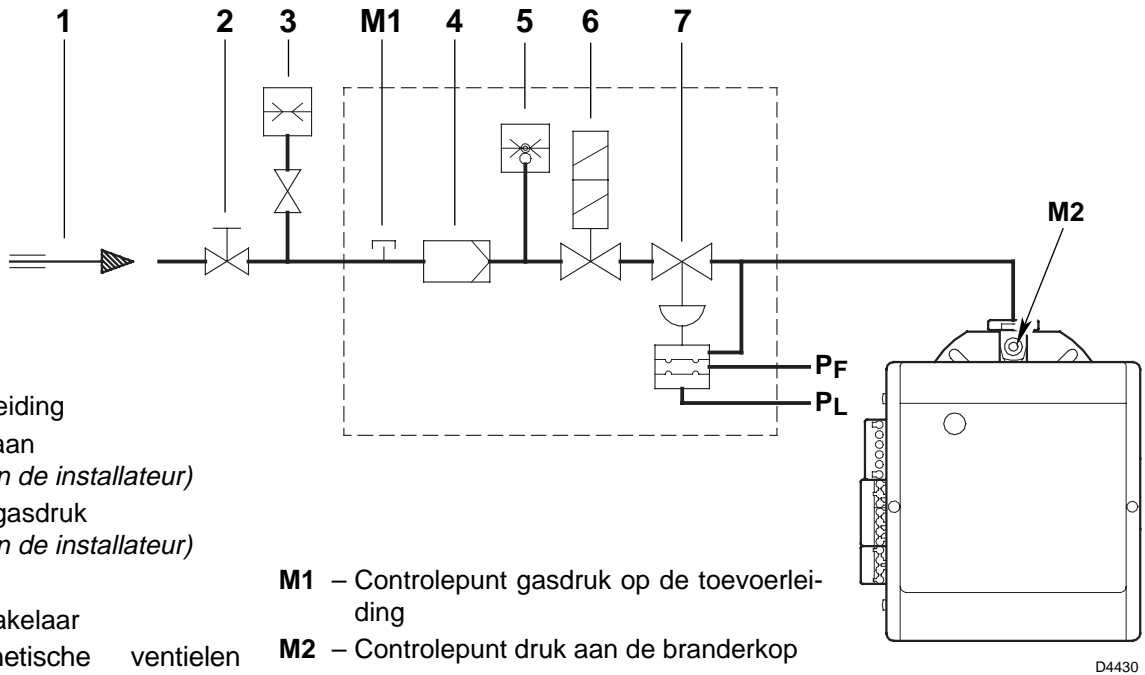 1 2 3 M1 4 5 6 7
M2
PF
PL
eiding
aan
n de installateur)
gasdruk
n de installateur)
akelaar
netische ventielen
M1 – Controlepunt gasdruk op de toevoerlei-
ding
M2 – Controlepunt druk aan de branderkop
D4430